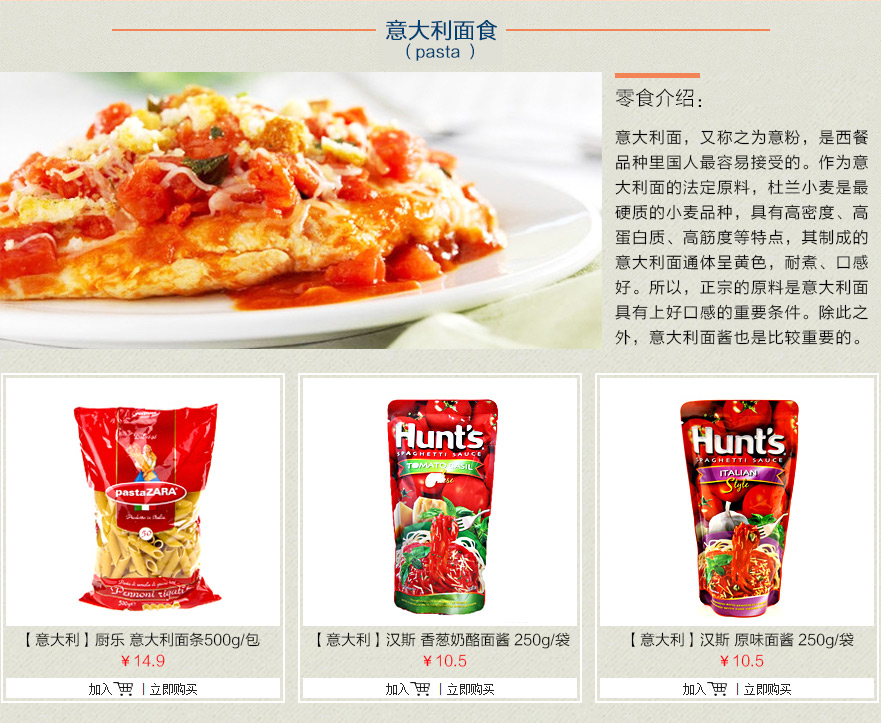 意大利面食
（pasta ）
零食介绍：
意大利面，又称之为意粉，是西餐
品种里国人最容易接受的。作为意
大利面的法定原料，杜兰小麦是最
硬质的小麦品种，具有高密度、高
蛋白质、高筋度等特点，其制成的
意大利面通体呈黄色，耐煮、口感
好。所以，正宗的原料是意大利面
具有上好口感的重要条件。除此之
外，意大利面酱也是比较重要的。
pastaZARA
Prodotto in Italia
50
Pennoni rigati
500g
Hunt's
SPAGHETTI SAUCE
TOMATO BASIL
Cheese
Hunt's
SPAGHETTI SAUCE
ITALIAN
Style
【意大利】厨乐 意大利面条500g/包
￥14.9
加入 | 立即购买
【意大利】汉斯 香葱奶酪面酱 250g/袋
￥10.5
加入 | 立即购买
【意大利】汉斯 原味面酱 250g/袋
￥10.5
加入 | 立即购买